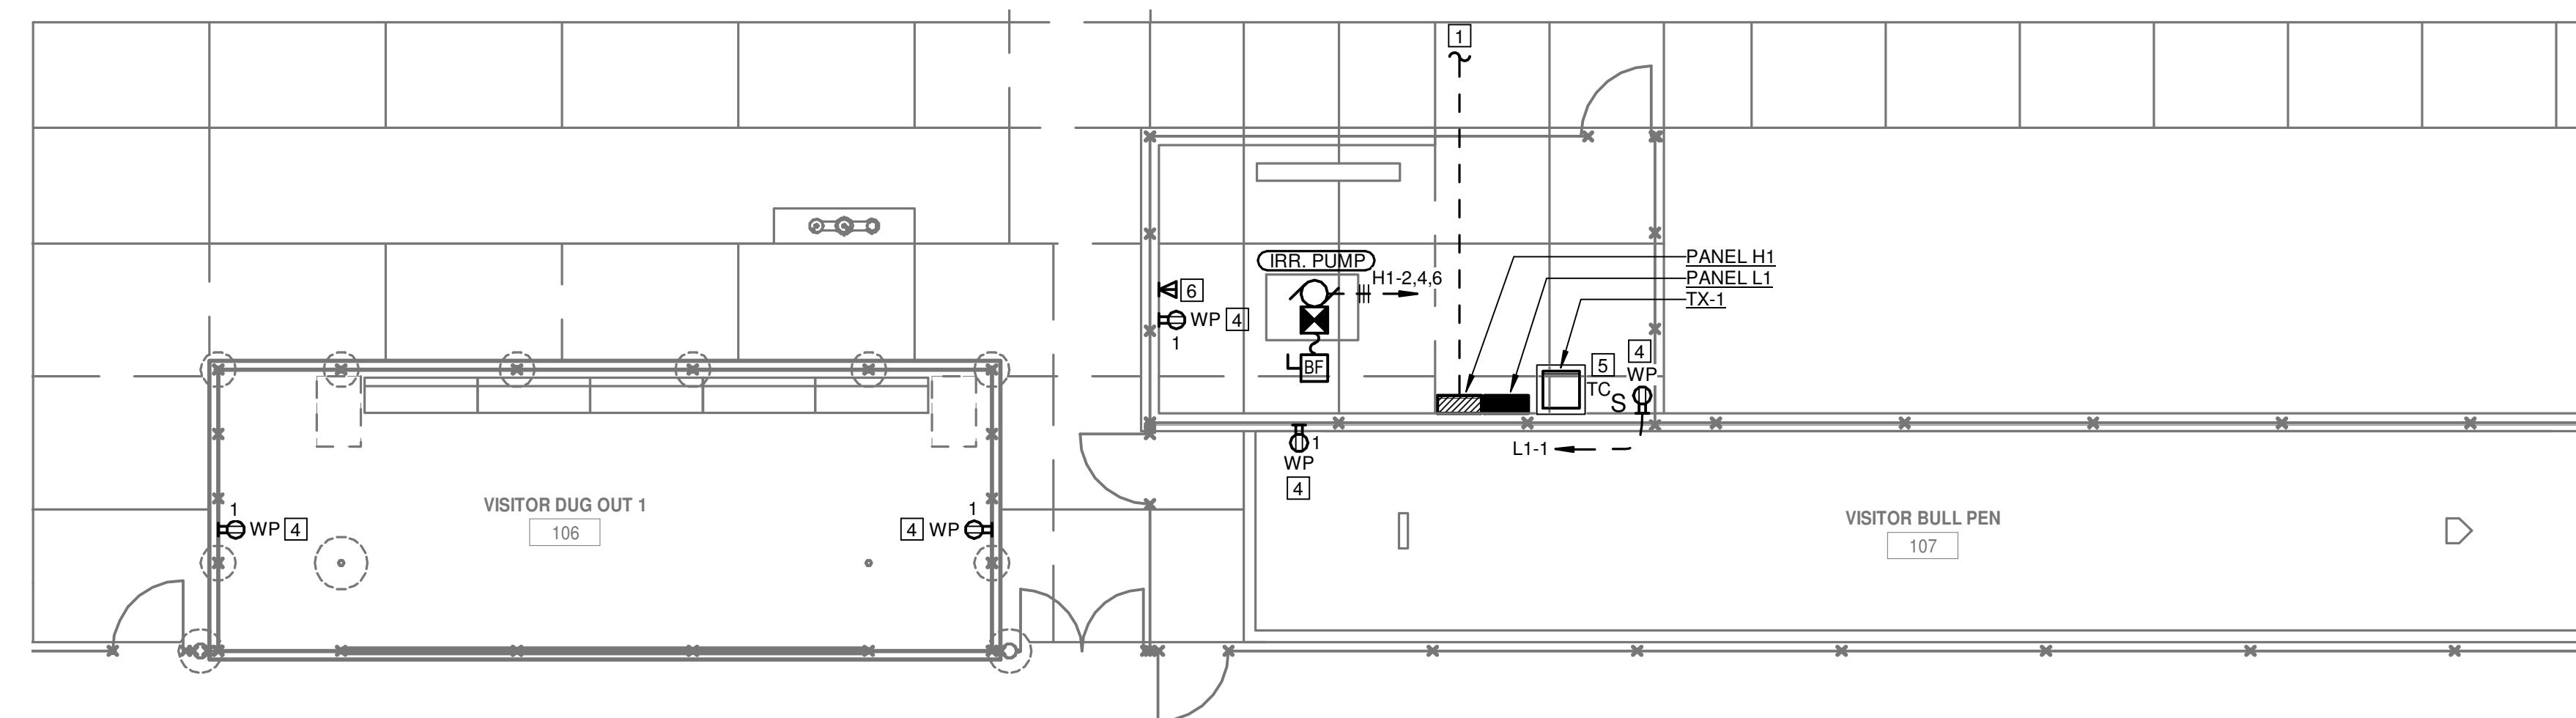 1
IRR. PUMP
H1-2,4,6
PANEL H1
PANEL L1
TX-1
6
WP 4
1
BF
5
TC
S
4
WP
L1-1
1
WP
4
VISITOR DUG OUT 1
106
1
WP 4
1
4 WP
VISITOR BULL PEN
107